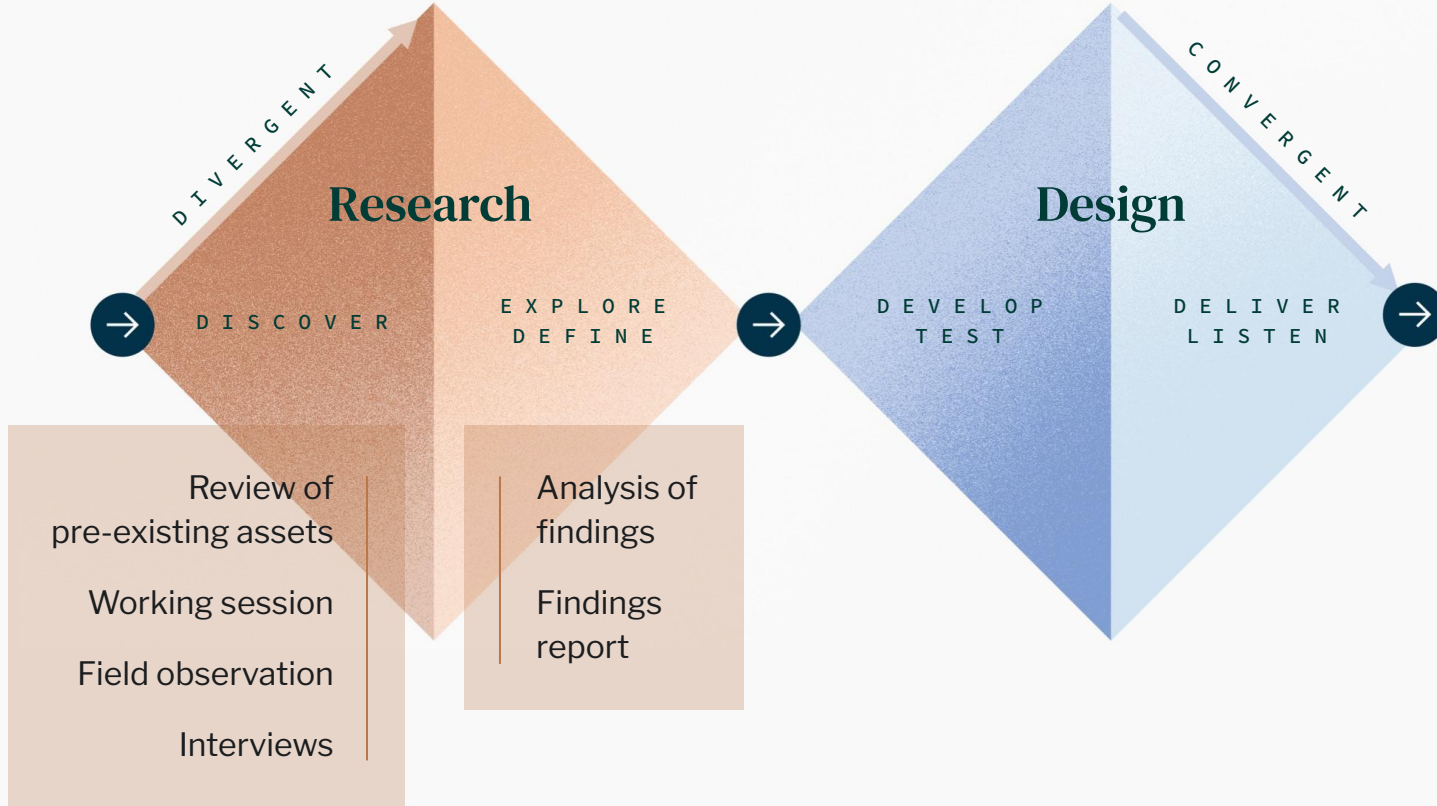 DIVERGENT
CONVERGENT
Research
Design
DISCOVER
EXPLORE
DEFINE
DEVELOP
TEST
DELIVER
LISTEN
Review of
pre-existing assets
Working session
Field observation
Interviews
Analysis of
findings
Findings
report